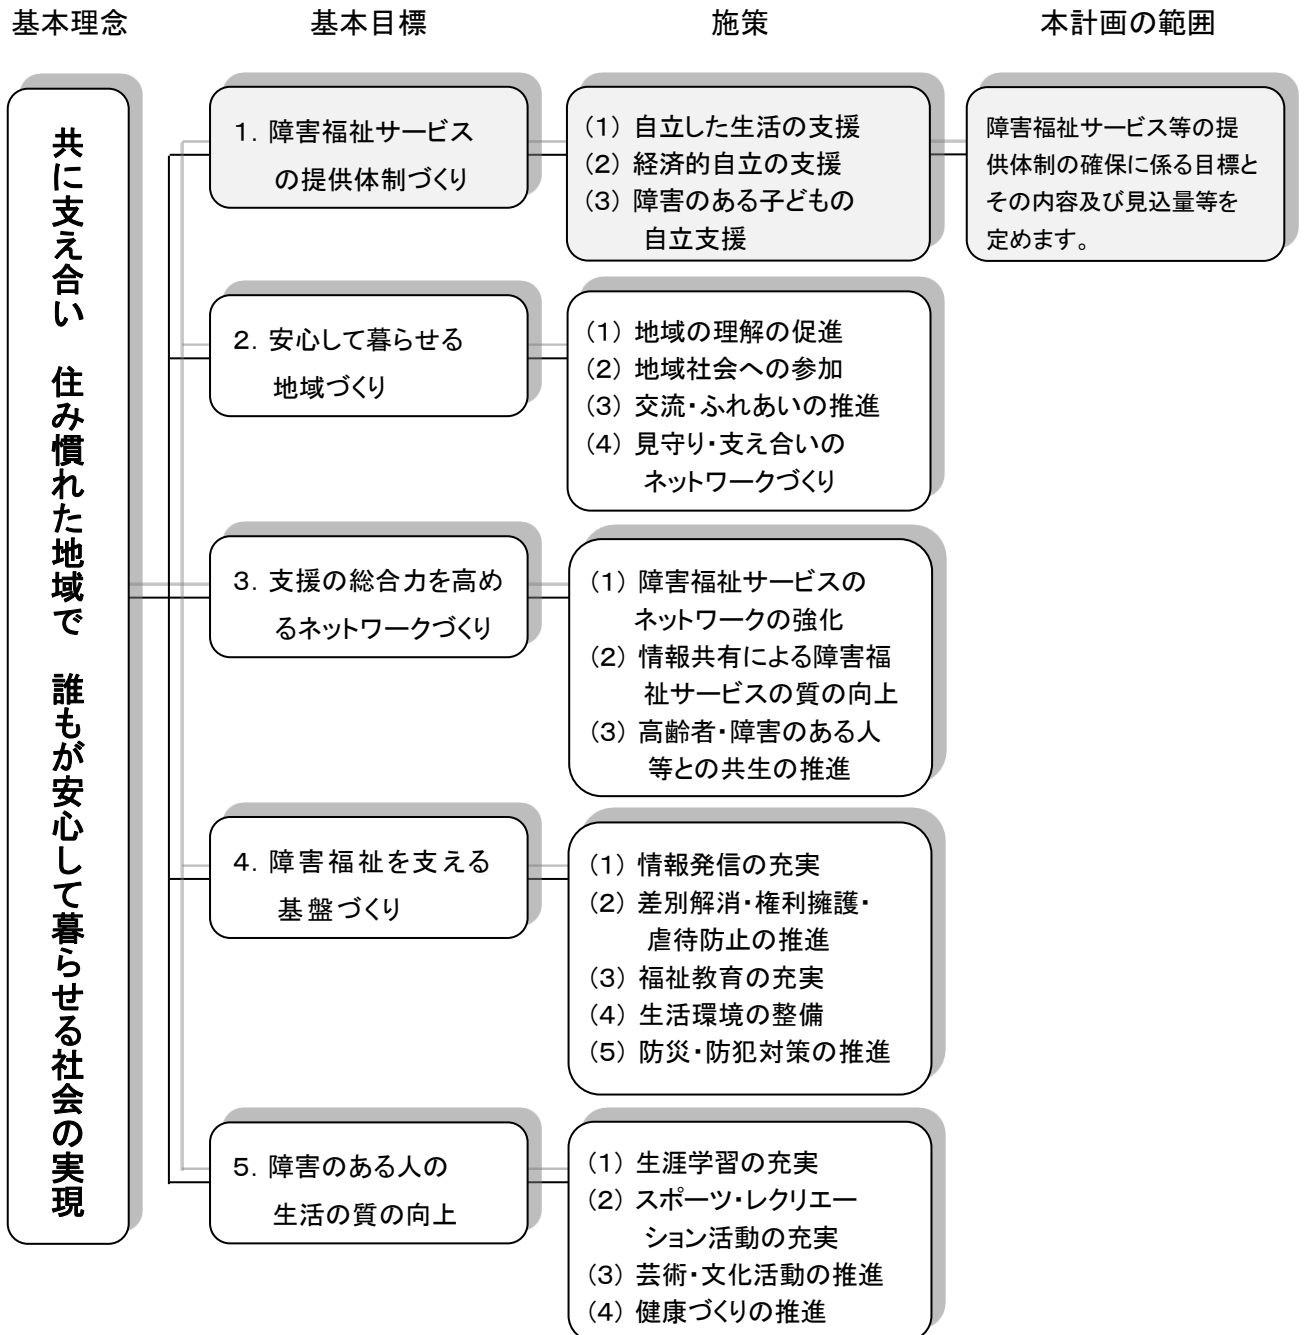 基本理念
基本目標
施策
本計画の範囲
共に支え合い 住み慣れた地域で 誰もが安心して暮らせる社会の実現
1．障害福祉サービス
の提供体制づくり
(1) 自立した生活の支援
(2) 経済的自立の支援
(3) 障害のある子どもの
自立支援
障害福祉サービス等の提
供体制の確保に係る目標と
その内容及び見込量等を
定めます。
2．安心して暮らせる
地域づくり
(1) 地域の理解の促進
(2) 地域社会への参加
(3) 交流・ふれあいの推進
(4) 見守り・支え合いの
ネットワークづくり
3．支援の総合力を高め
るネットワークづくり
(1) 障害福祉サービスの
ネットワークの強化
(2) 情報共有による障害福
祉サービスの質の向上
(3) 高齢者・障害のある人
等との共生の推進
4．障害福祉を支える
基盤づくり
(1) 情報発信の充実
(2) 差別解消・権利擁護・
虐待防止の推進
(3) 福祉教育の充実
(4) 生活環境の整備
(5) 防災・防犯対策の推進
5．障害のある人の
生活の質の向上
(1) 生涯学習の充実
(2) スポーツ・レクリエー
ション活動の充実
(3) 芸術・文化活動の推進
(4) 健康づくりの推進